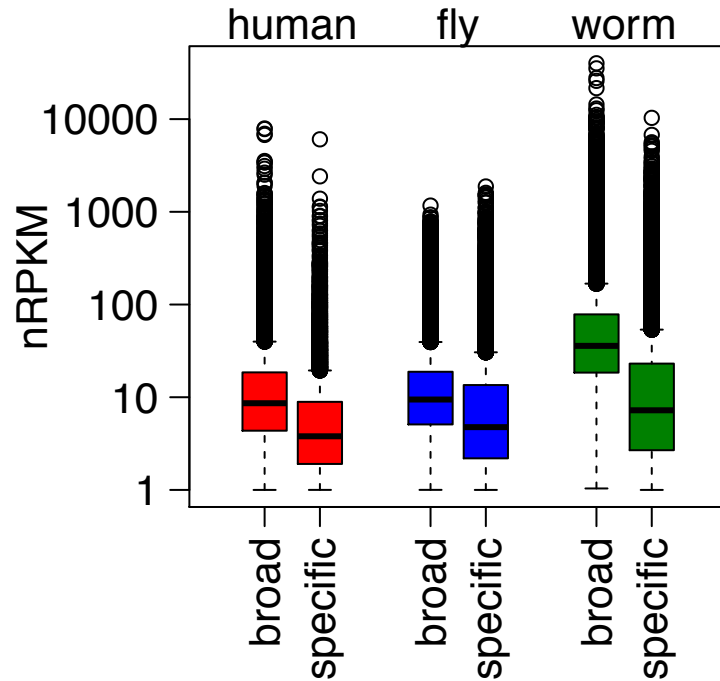 human fly worm
10000
1000
100
10
1
nRPKM
broad
specific
broad
specific
broad
specific